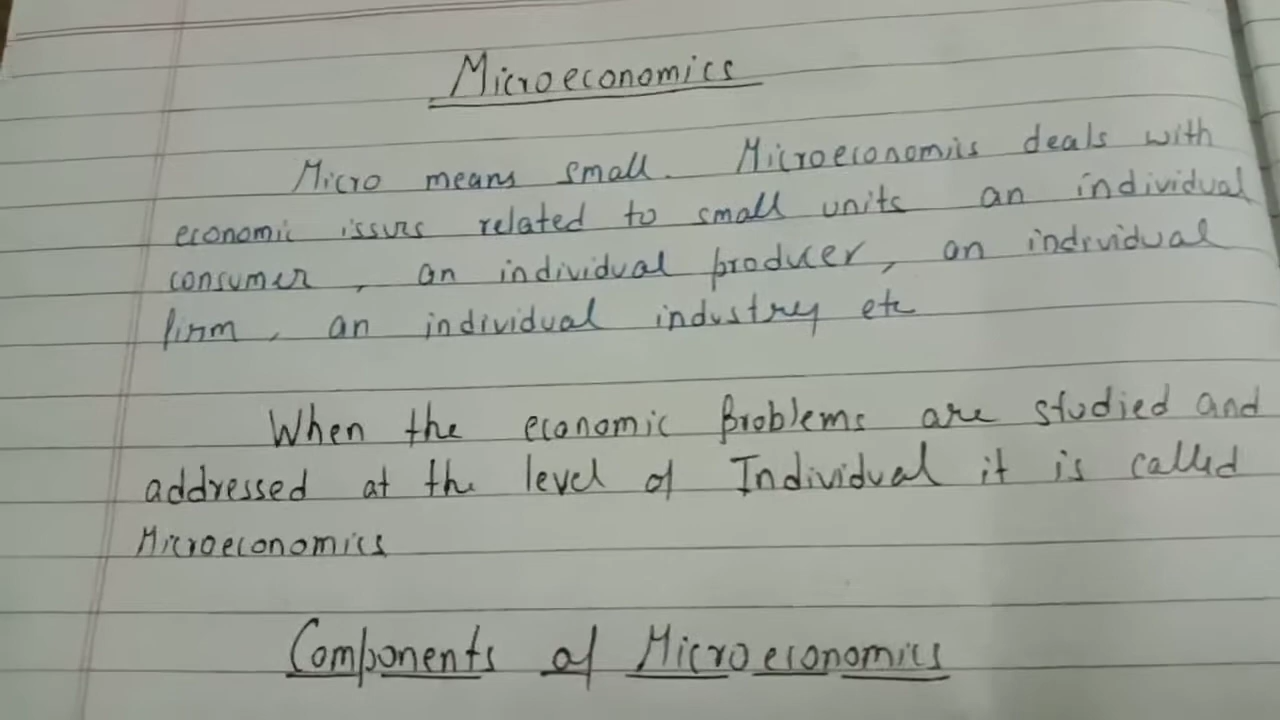 Microeconomics
Micro means small. Microeconomics deals with
economic issues related to small units an individual
consumer, an individual producer, an individual
firm, an individual industry etc
When the economic Problems are studied and
addressed at the level of Individual it is called
Microeconomics
Components of Microeconomics